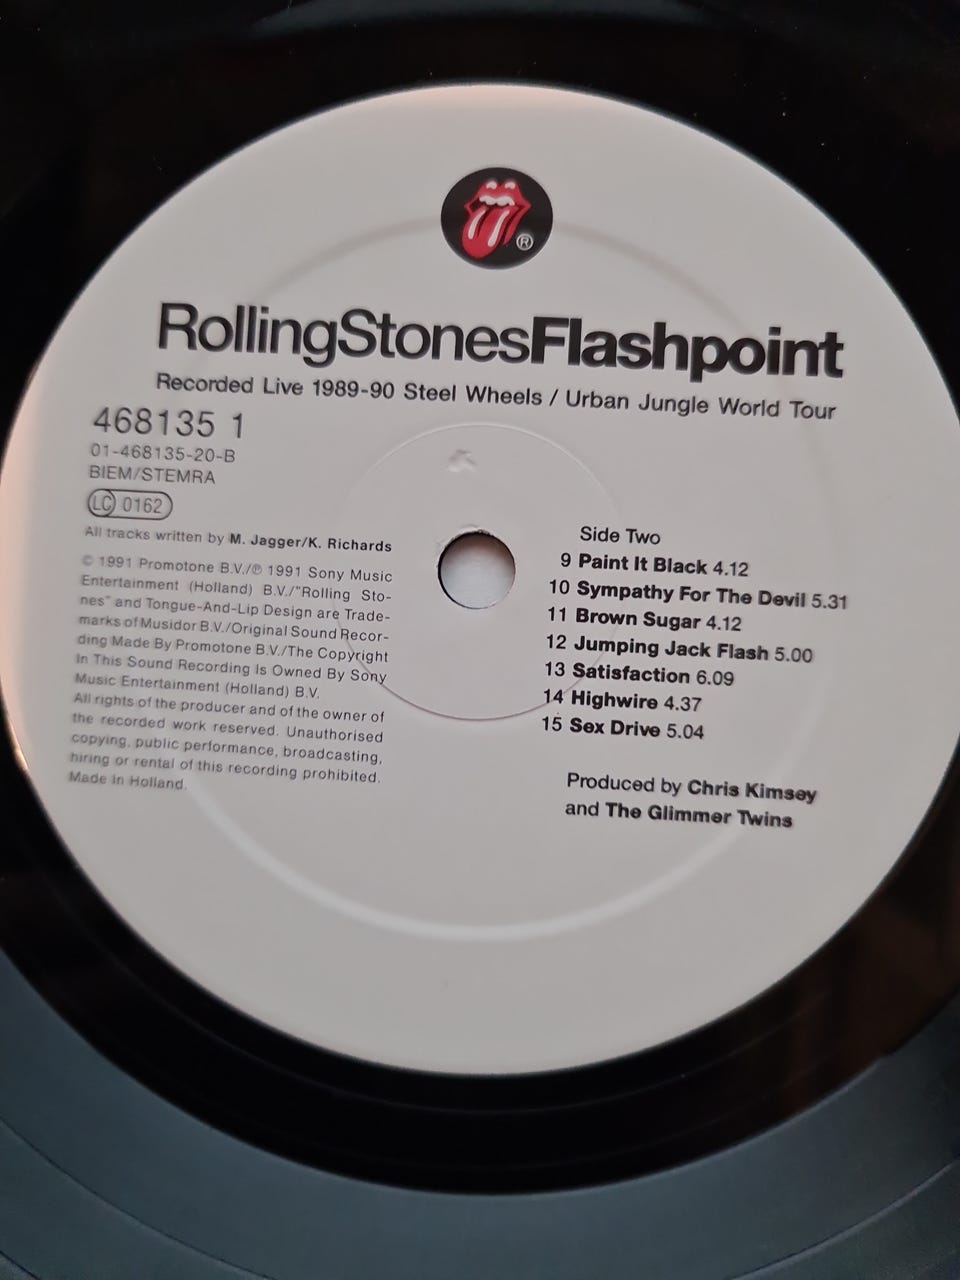 ®
RollingStonesFlashpoint
Recorded Live 1989-90 Steel Wheels / Urban Jungle World Tour
468135 1
01-468135-20-B
BIEM/STEMRA
LC 0162
All tracks written by M. Jagger/K. Richards
© 1991 Promotone B.V./℗ 1991 Sony Music
Entertainment (Holland) B.V./"Rolling Sto-
nes" and Tongue-And-Lip Design are Trade-
marks of Musidor B.V./Original Sound Recor-
ding Made By Promotone B.V./The Copyright
In This Sound Recording Is Owned By Sony
Music Entertainment (Holland) B.V.
All rights of the producer and of the owner of
the recorded work reserved. Unauthorised
copying, public performance, broadcasting,
hiring or rental of this recording prohibited.
Made In Holland.
Side Two
9 Paint It Black 4.12
10 Sympathy For The Devil 5.31
11 Brown Sugar 4.12
12 Jumping Jack Flash 5.00
13 Satisfaction 6.09
14 Highwire 4.37
15 Sex Drive 5.04
Produced by Chris Kimsey
and The Glimmer Twins